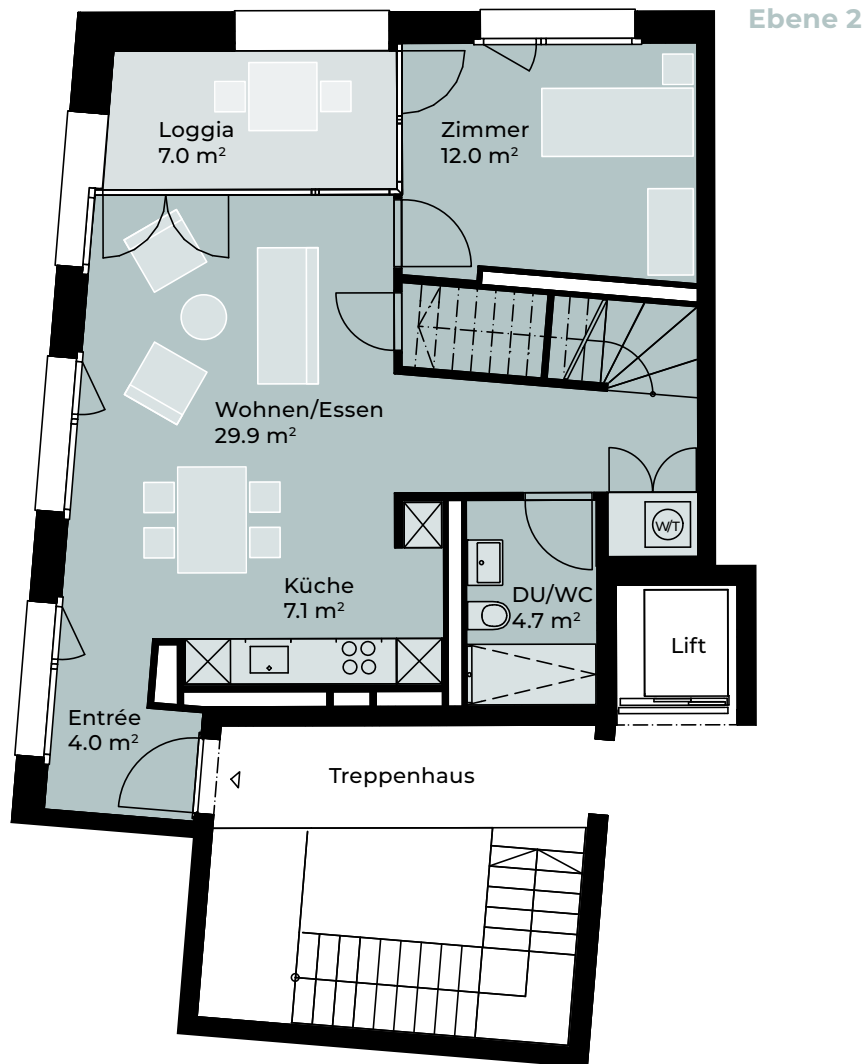 Ebene 2
Loggia
7.0 m²
Zimmer
12.0 m²
Wohnen/Essen
29.9 m²
W/T
Küche
7.1 m²
DU/WC
4.7 m²
Lift
Entrée
4.0 m²
Treppenhaus